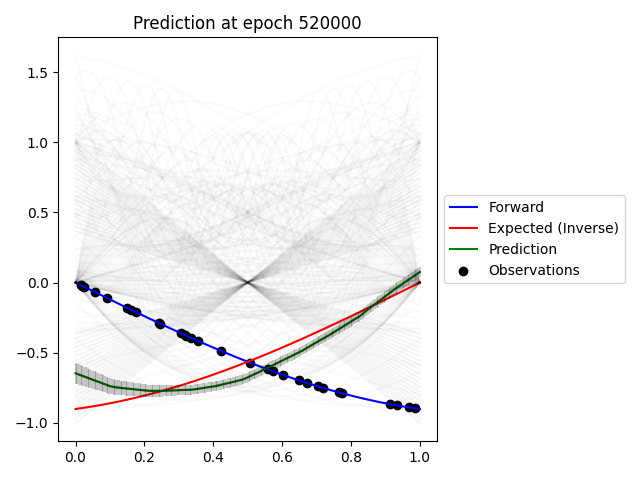 Prediction at epoch 520000
1.5
1.0
0.5
0.0
−0.5
−1.0
0.0 0.2 0.4 0.6 0.8 1.0
Forward
Expected (Inverse)
Prediction
Observations